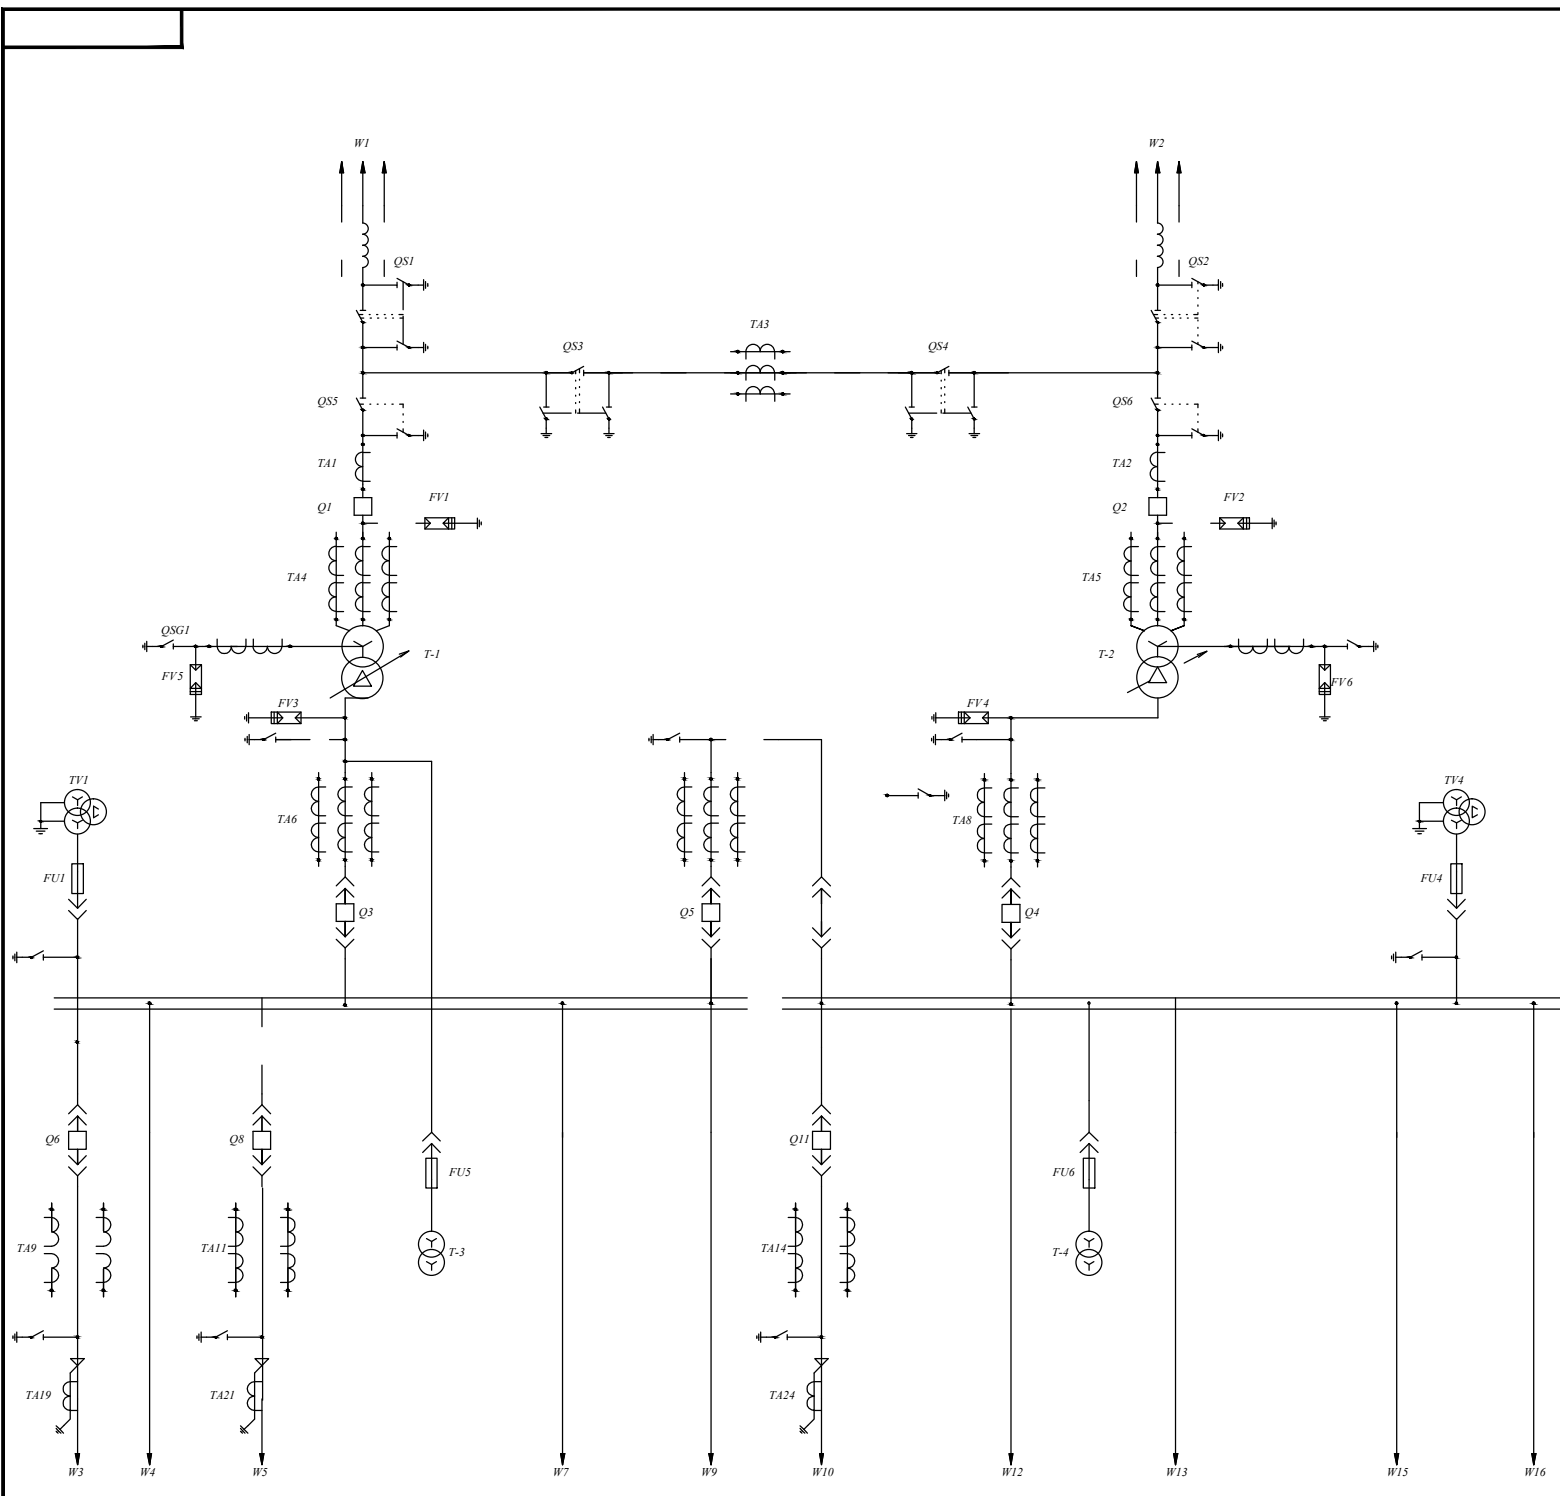 W1 W2
QS1 QS2
TA3
QS3 QS4
QS5 QS6
TA1 TA2
FV1 FV2
Q1 Q2
TA4 TA5
QSG1
T-1 T-2
FV5 FV6
FV3 FV4
TV1 TV4
TA6 TA8
FU1 FU4
Q3 Q5 Q4
Q6 Q8 Q11
FU5 FU6
TA9 TA11 T-3 TA14 T-4
TA19 TA21 TA24
W3 W4 W5 W7 W9 W10 W12 W13 W15 W16